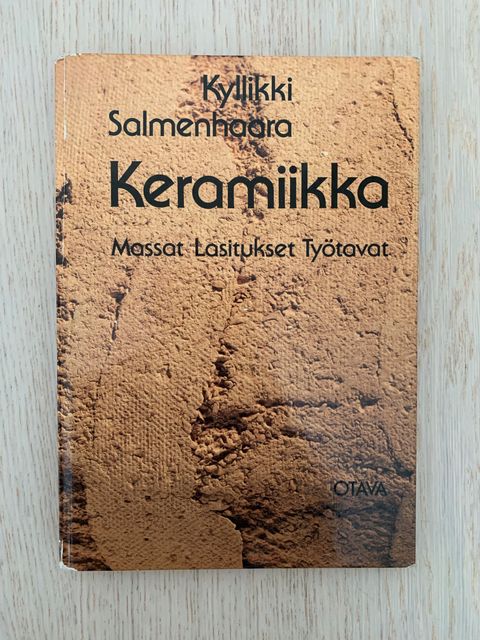 Kyllikki
Salmenhaara
Keramiikka
Massat Lasitukset Työtavat
OTAVA